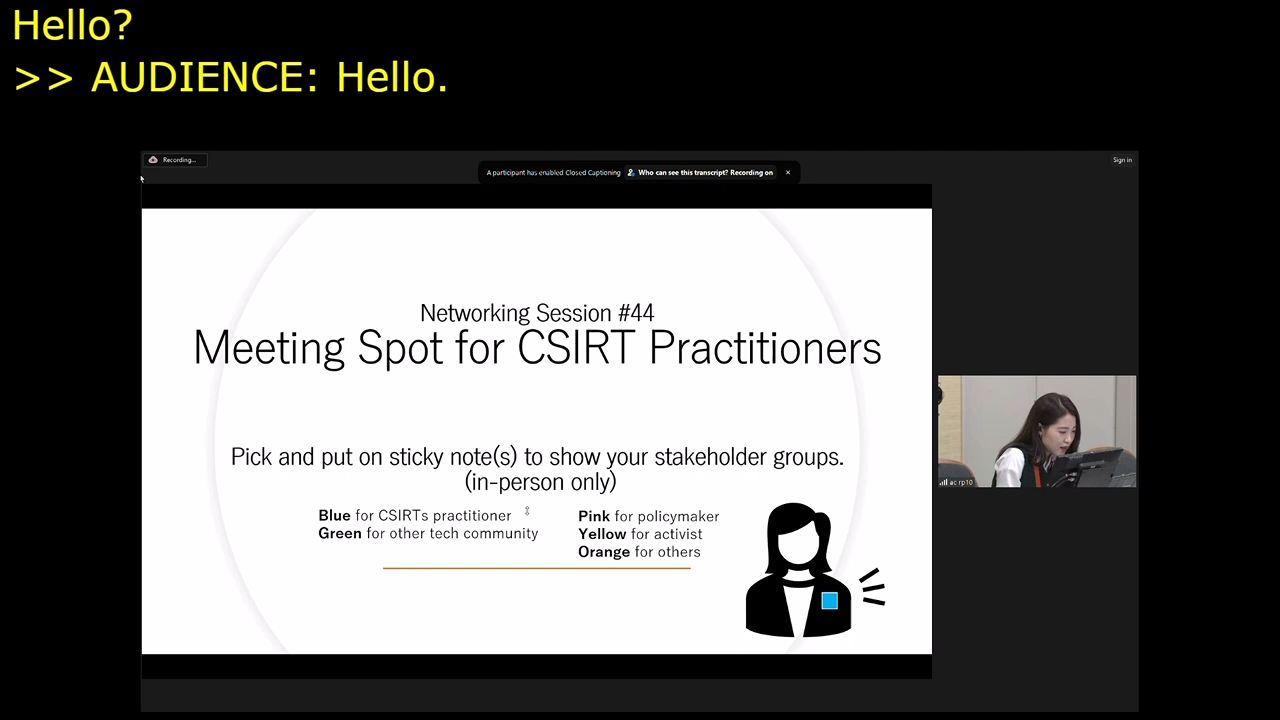 Hello?
>> AUDIENCE: Hello.
Recording...
A participant has enabled Closed Captioning Who can see this transcript? Recording on
Sign in
Networking Session #44
Meeting Spot for CSIRT Practitioners
Pick and put on sticky note(s) to show your stakeholder groups.
(in-person only)
Blue for CSIRTs practitioner
Green for other tech community
Pink for policymaker
Yellow for activist
Orange for others
ac rp10